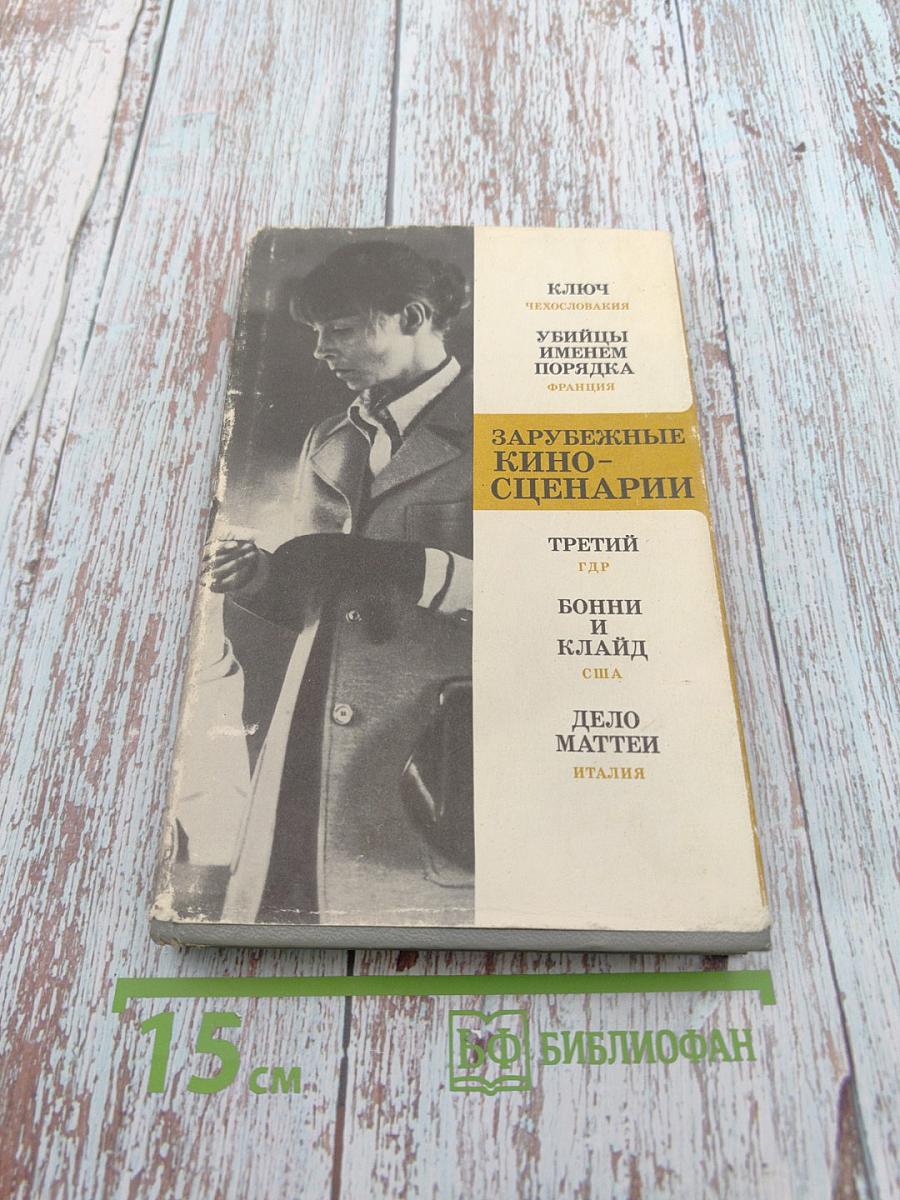 КЛЮЧ
ЧЕХОСЛОВАКИЯ
УБИЙЦЫ
ИМЕНЕМ
ПОРЯДКА
ФРАНЦИЯ
ЗАРУБЕЖНЫЕ
КИНО-
СЦЕНАРИИ
ТРЕТИЙ
ГДР
БОННИ
И
КЛАЙД
США
ДЕЛО
МАТТЕИ
ИТАЛИЯ
15 см
БФ БИБЛИОФАН